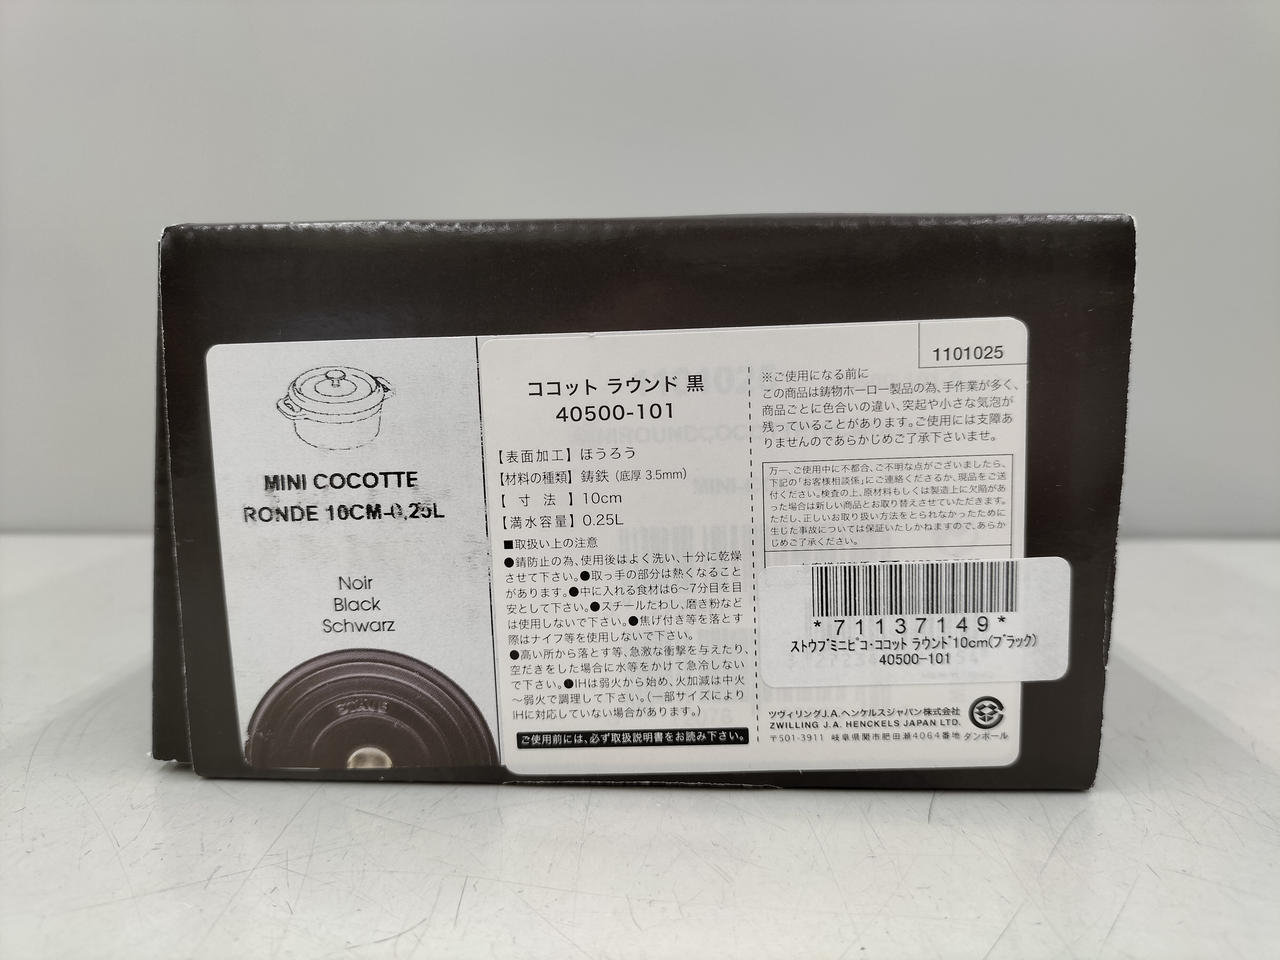 MINI COCOTTE
RONDE 10CM-0,25L
Noir
Black
Schwarz
STAUB
ココット ラウンド 黒
40500-101
【表面加工】ほうろう
【材料の種類】鋳鉄（底厚 3.5mm）
【 寸 法 】10cm
【満水容量】0.25L
■取扱い上の注意
●錆防止の為、使用後はよく洗い、十分に乾燥
させて下さい。●取っ手の部分は熱くなること
があります。●中に入れる食材は6〜7分目を目
安として下さい。●スチールたわし、磨き粉など
は使用しないで下さい。●焦げ付き等を落とす
際はナイフ等を使用しないで下さい。
●高い所から落とす等、急激な衝撃を与えたり、
空だきをした場合に水等をかけて急冷しない
で下さい。●IHは弱火から始め、火加減は中火
〜弱火で調理して下さい。（一部サイズにより
IHに対応していない場合があります。）
ご使用前には、必ず取扱説明書をお読み下さい。
1101025
※ご使用になる前に
この商品は鋳物ホーロー製品の為、手作業が多く、
商品ごとに色合いの違い、突起や小さな気泡が
残っていることがあります。ご使用には支障あ
りませんのであらかじめご了承下さいませ。
万一、ご使用中に不都合、ご不明な点がございましたら、
下記の「お客様相談係」にご連絡くださるか、現品をご送
付ください。検査の上、原材料もしくは製造上に欠陥があ
った場合は新しい商品とお取り替えさせていただきます。
ただし、正しいお取り扱い方法をとられなかったために
生じた事故については保証いたしかねますので、あらか
じめご了承ください。
*71137149*
ストウブミニピコ・ココット ラウンド10cm(ブラック)
40500-101
ツヴィリングJ.A.ヘンケルスジャパン株式会社
ZWILLING J.A. HENCKELS JAPAN LTD.
〒501-3911 岐阜県関市肥田瀬4064番地
ダンボール